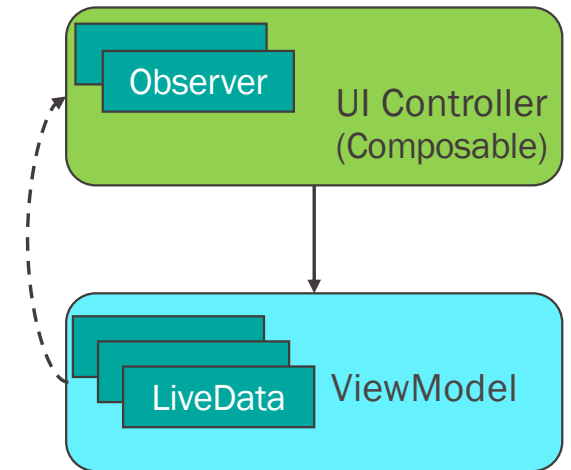 Observer
UI Controller
(Composable)
LiveData
ViewModel